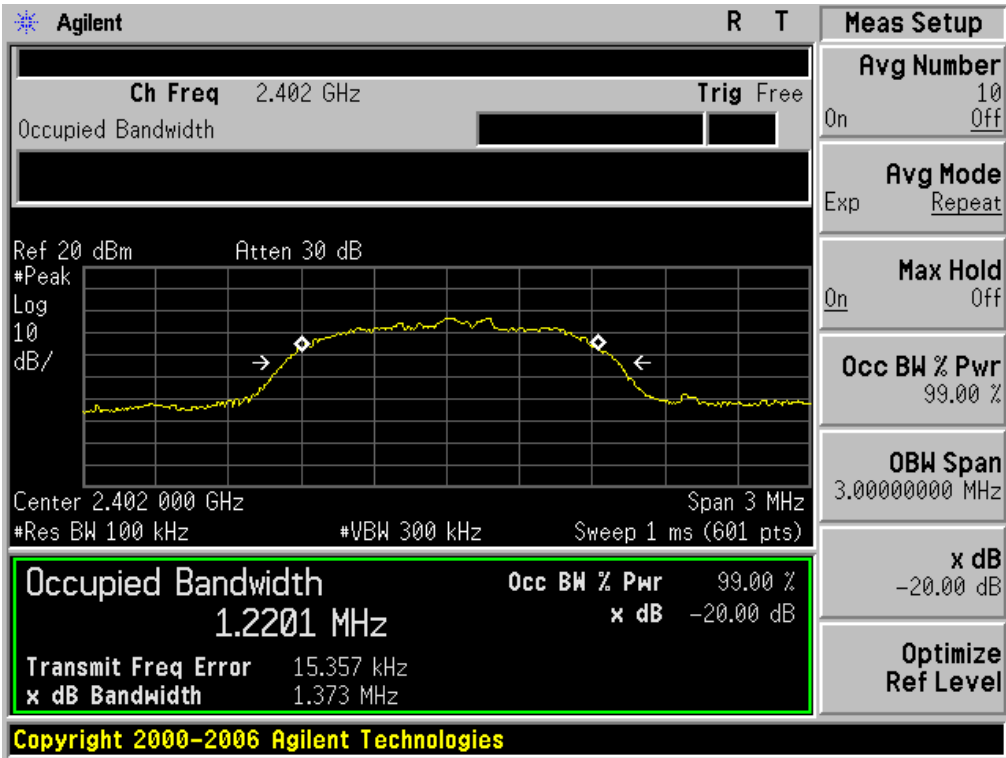 Agilent R T
Ch Freq 2.402 GHz Trig Free
Occupied Bandwidth
Ref 20 dBm Atten 30 dB
#Peak
Log
10
dB/
Center 2.402 000 GHz Span 3 MHz
#Res BW 100 kHz #VBW 300 kHz Sweep 1 ms (601 pts)
Occupied Bandwidth Occ BW % Pwr 99.00 %
1.2201 MHz x dB -20.00 dB
Transmit Freq Error 15.357 kHz
x dB Bandwidth 1.373 MHz
Copyright 2000-2006 Agilent Technologies
Meas Setup
Avg Number
10
On Off
Avg Mode
Exp Repeat
Max Hold
On Off
Occ BW % Pwr
99.00 %
OBW Span
3.00000000 MHz
x dB
-20.00 dB
Optimize
Ref Level